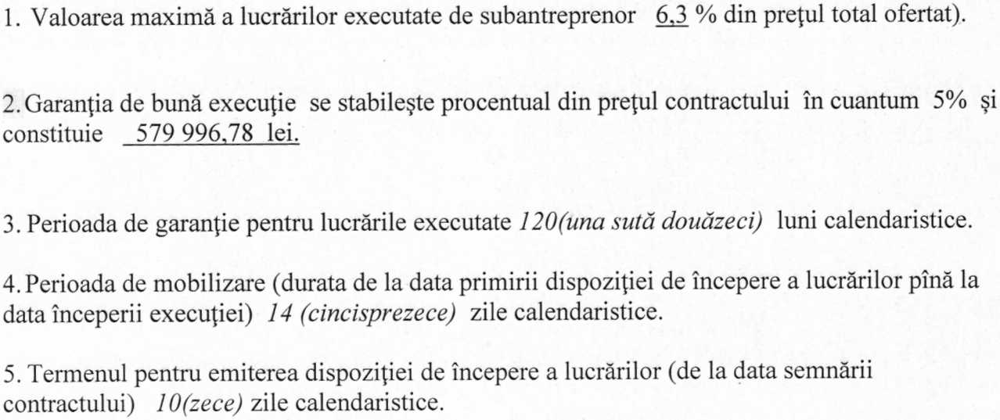 1. Valoarea maximă a lucrărilor executate de subantreprenor 6,3 % din preţul total ofertat).
2. Garanţia de bună execuţie se stabileşte procentual din preţul contractului în cuantum 5% şi
constituie 579 996,78 lei.
3. Perioada de garanţie pentru lucrările executate 120(una sută douăzeci) luni calendaristice.
4. Perioada de mobilizare (durata de la data primirii dispoziţiei de începere a lucrărilor pînă la
data începerii execuţiei) 14 (cincisprezece) zile calendaristice.
5. Termenul pentru emiterea dispoziţiei de începere a lucrărilor (de la data semnării
contractului) 10(zece) zile calendaristice.